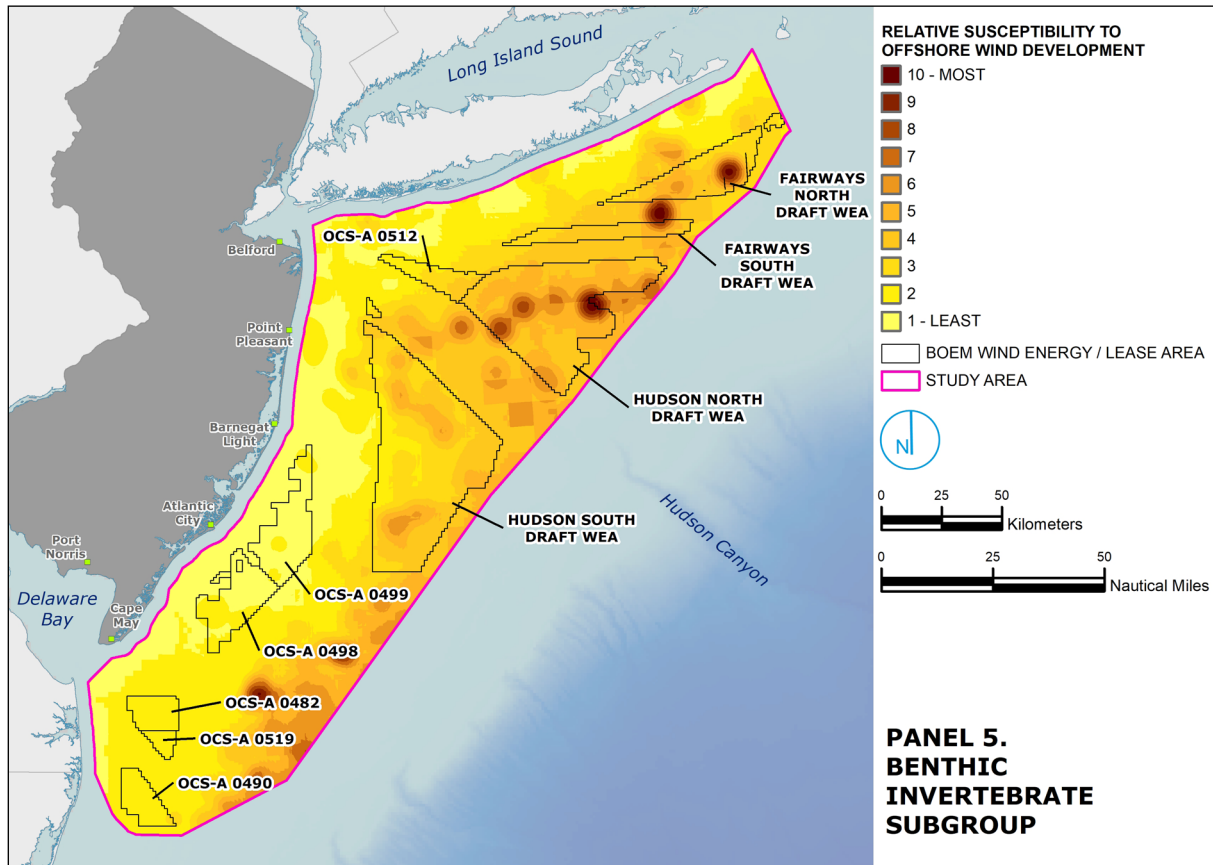 Long Island Sound
Belford
Point
Pleasant
Barnegat
Light
Atlantic
City
Port
Norris
Delaware
Bay
Cape
May
OCS-A 0512
FAIRWAYS
NORTH
DRAFT WEA
FAIRWAYS
SOUTH
DRAFT WEA
HUDSON NORTH
DRAFT WEA
HUDSON SOUTH
DRAFT WEA
Hudson Canyon
OCS-A 0499
OCS-A 0498
OCS-A 0482
OCS-A 0519
OCS-A 0490
RELATIVE SUSCEPTIBILITY TO
OFFSHORE WIND DEVELOPMENT
10 - MOST
9
8
7
6
5
4
3
2
1 - LEAST
BOEM WIND ENERGY / LEASE AREA
STUDY AREA
N
0 25 50
Kilometers
0 25 50
Nautical Miles
PANEL 5.
BENTHIC
INVERTEBRATE
SUBGROUP